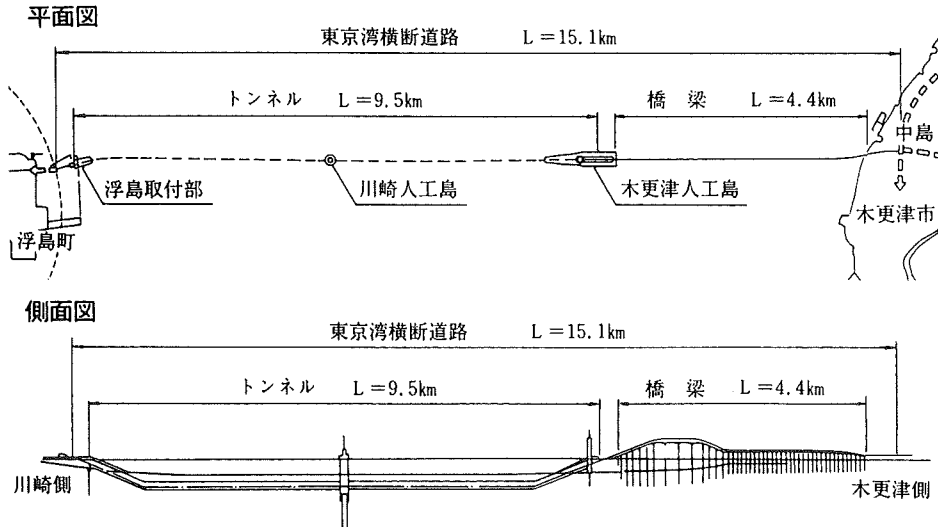 平面図
東京湾横断道路 L=15.1km
トンネル L=9.5km
橋梁 L=4.4km
中島
浮島取付部
川崎人工島
木更津人工島
木更津市
浮島町
側面図
東京湾横断道路 L=15.1km
トンネル L=9.5km
橋梁 L=4.4km
川崎側
木更津側